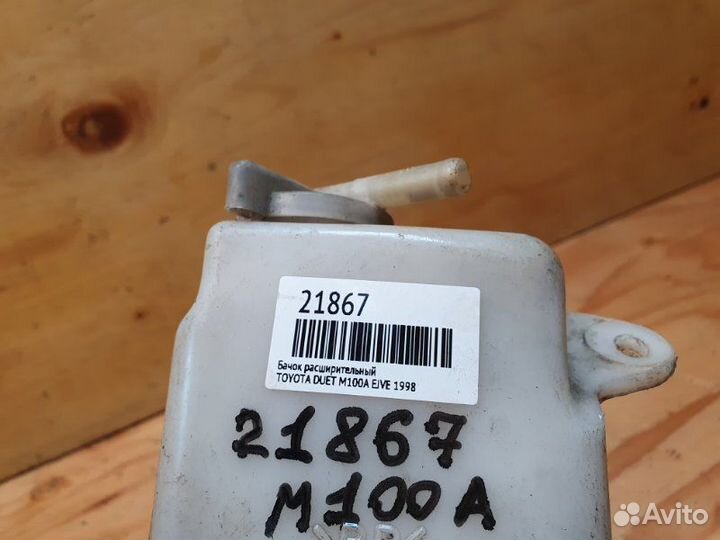 21867
Бачок расширительный
TOYOTA DUET M100A EJVE 1998
21867
M100A
Avito